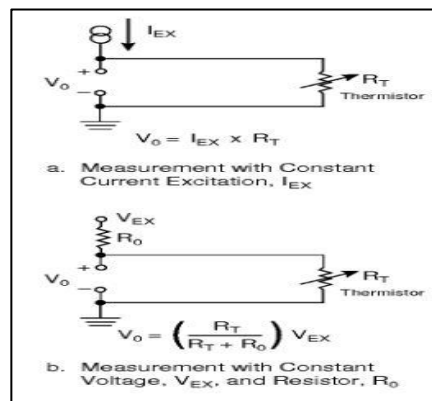 I_EX
+
V_o
−
R_T
Thermistor
V_o = I_EX x R_T
a. Measurement with Constant
Current Excitation, I_EX
V_EX
R_o
+
V_o
−
R_T
Thermistor
V_o = (R_T / (R_T + R_o)) V_EX
b. Measurement with Constant
Voltage, V_EX, and Resistor, R_o